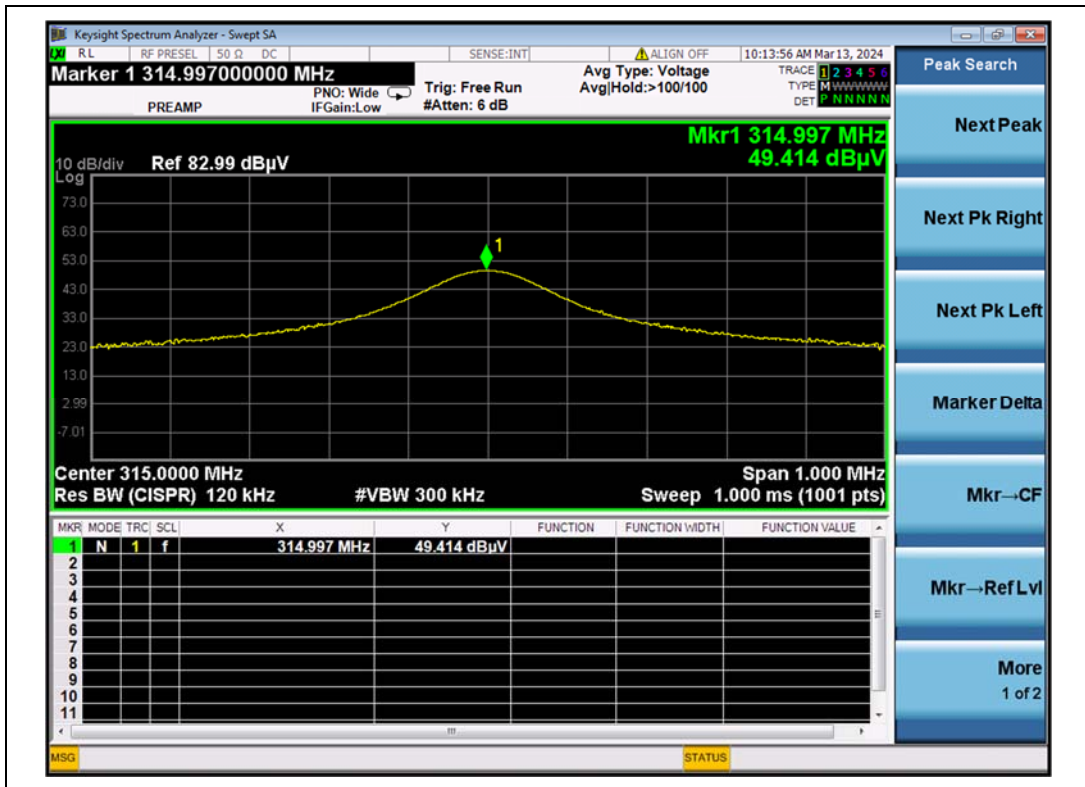 Keysight Spectrum Analyzer - Swept SA
LXI RL RF PRESEL 50 Ω DC SENSE:INT ALIGN OFF 10:13:56 AM Mar 13, 2024
Marker 1 314.997000000 MHz
PREAMP
PNO: Wide
IFGain:Low
Trig: Free Run
#Atten: 6 dB
Avg Type: Voltage
Avg|Hold:>100/100
TRACE 1 2 3 4 5 6
TYPE M WWWWW
DET P N N N N N
Mkr1 314.997 MHz
49.414 dBµV
10 dB/div Ref 82.99 dBµV
Log
73.0
63.0
1
53.0
43.0
33.0
23.0
13.0
2.99
-7.01
Center 315.0000 MHz Span 1.000 MHz
Res BW (CISPR) 120 kHz #VBW 300 kHz Sweep 1.000 ms (1001 pts)
MKR MODE TRC SCL X Y FUNCTION FUNCTION WIDTH FUNCTION VALUE
1 N 1 f 314.997 MHz 49.414 dBµV
2
3
4
5
6
7
8
9
10
11
MSG STATUS
Peak Search
Next Peak
Next Pk Right
Next Pk Left
Marker Delta
Mkr→CF
Mkr→Ref Lvl
More
1 of 2